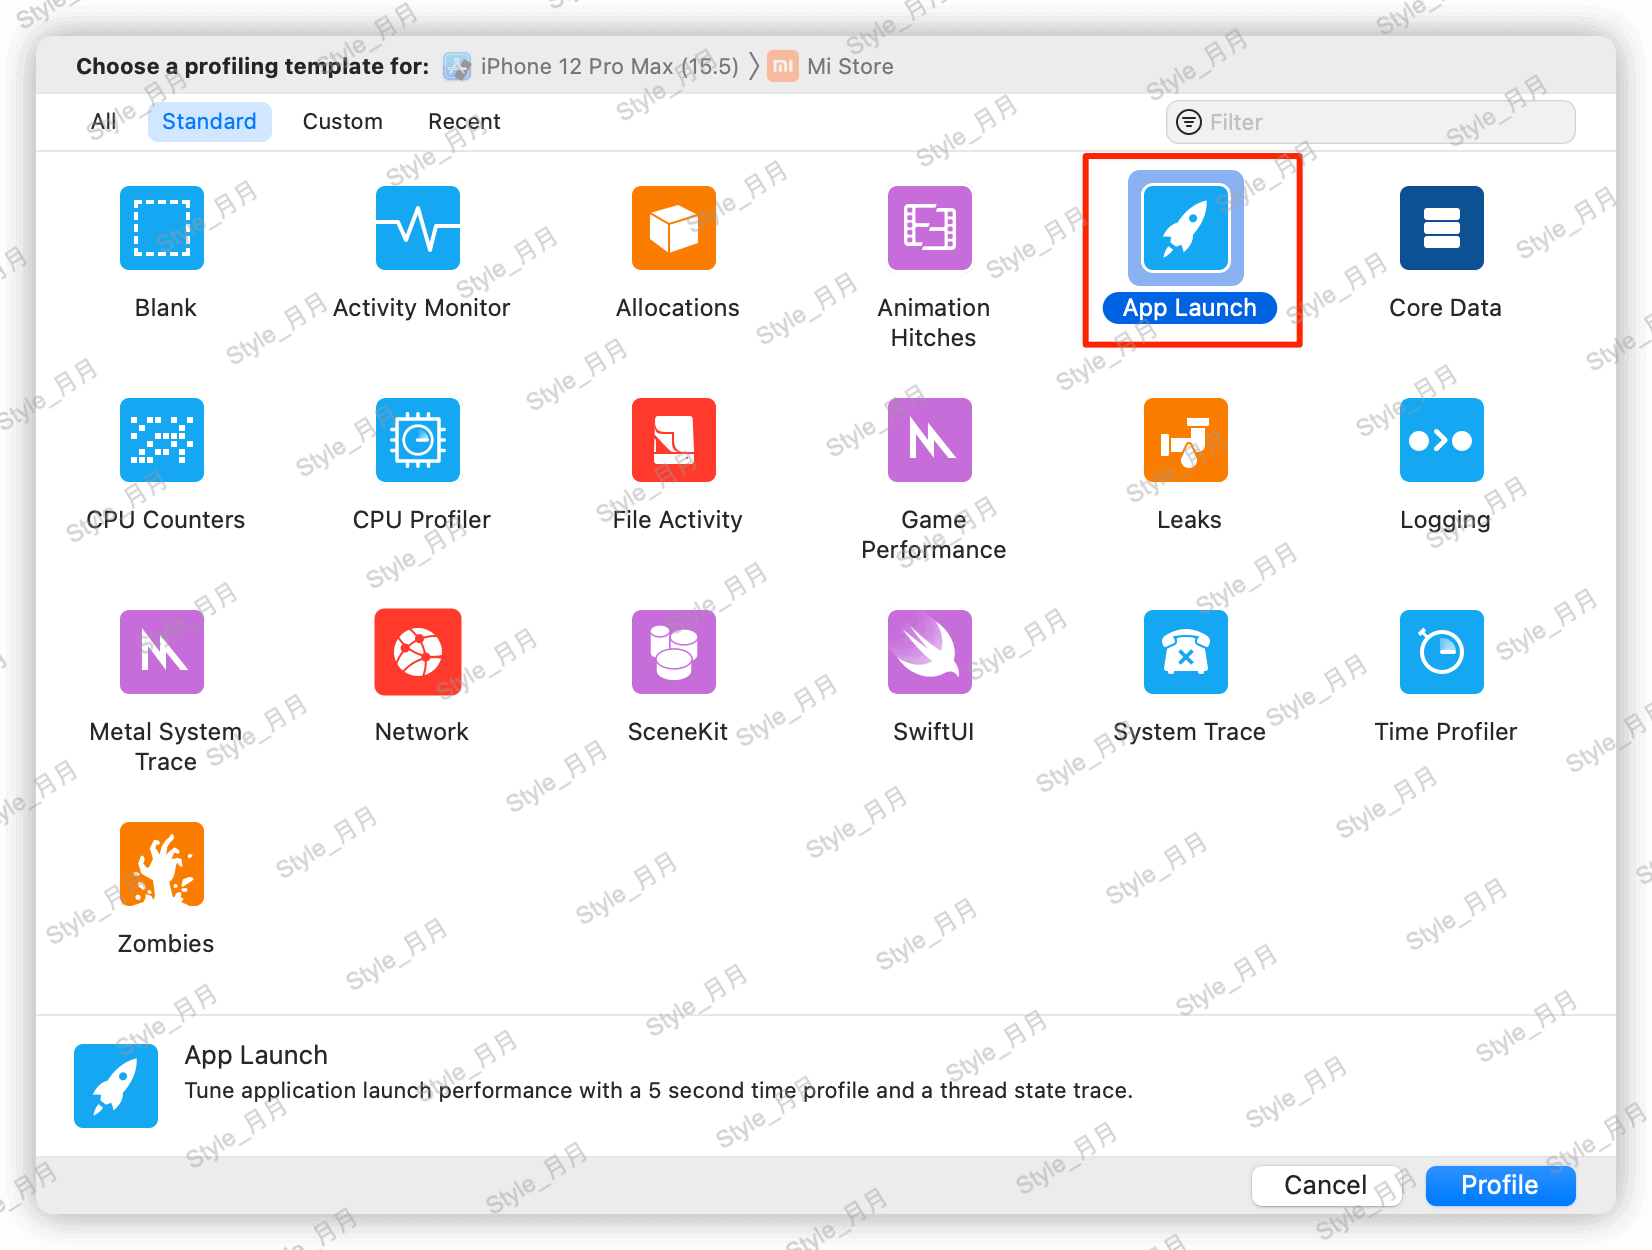 Choose a profiling template for: iPhone 12 Pro Max (15.5) 〉 mi Mi Store
All Standard Custom Recent Filter
Blank Activity Monitor Allocations Animation Hitches App Launch Core Data
CPU Counters CPU Profiler File Activity Game Performance Leaks Logging
Metal System Trace Network SceneKit SwiftUI System Trace Time Profiler
Zombies
App Launch
Tune application launch performance with a 5 second time profile and a thread state trace.
Cancel Profile
Style_月月